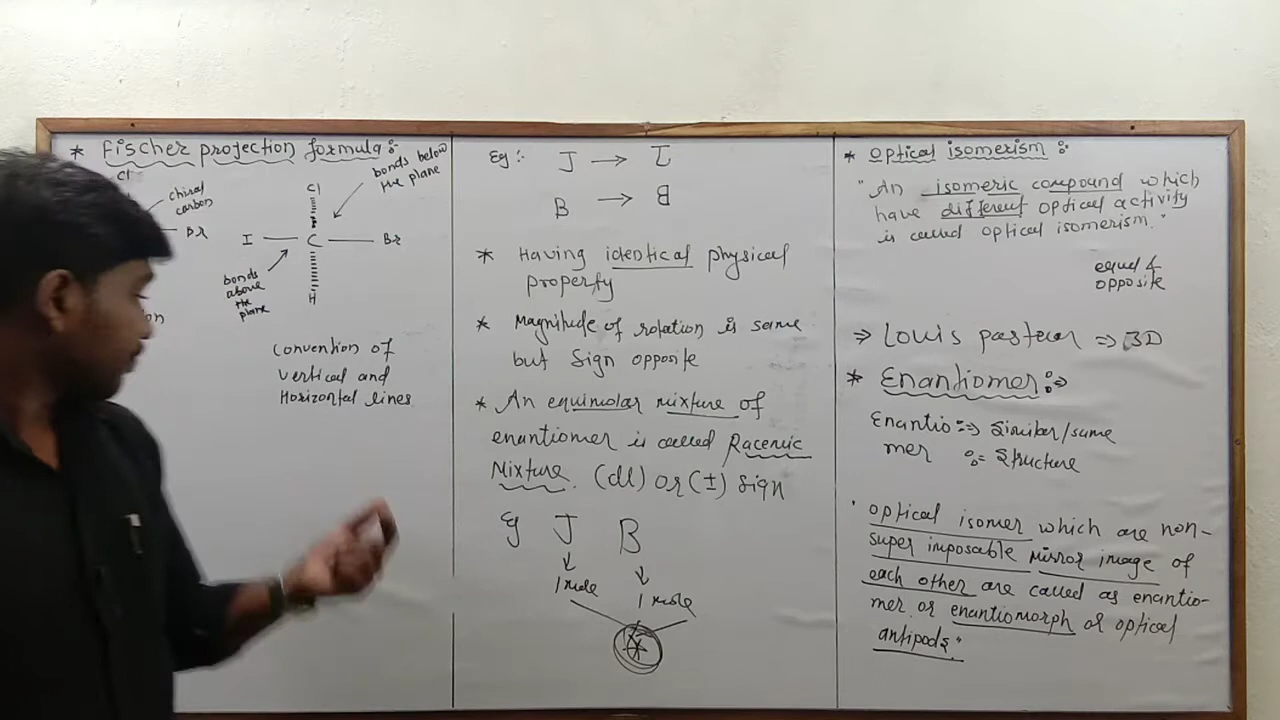 * Fischer projection formula:-
Cl
chiral
carbon
Br
Cl
bonds below
the plane
I C Br
bonds
above
the
plane
H
Convention of
Vertical and
Horizontal lines
Eg:- J → 
B → 
* Having identical physical
property
* Magnitude of rotation is same
but Sign opposite
* An equimolar mixture of
enantiomer is called Racemic
Mixture. (dl) or (±) sign
Eg J B
1 mole
1 mole
* Optical isomerism :-
"An isomeric compound which
have different optical activity
is called optical isomerism."
equal &
opposite
⇒ Louis pasteur ⇒ 3D
* Enantiomer:⇒
Enantio :⇒ Similar/same
mer := Structure
"Optical isomer which are non-
super imposable mirror image of
each other are called as enantio-
mer or enantiomorph or optical
antipods"